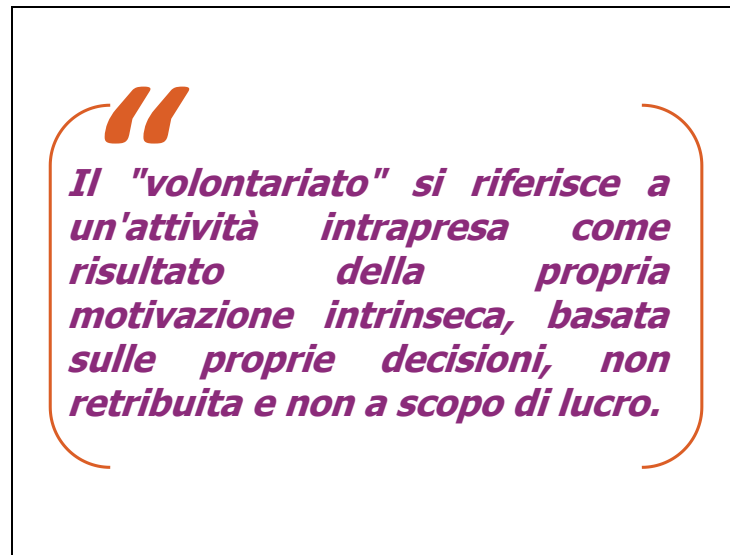 “
Il "volontariato" si riferisce a
un'attività intrapresa come
risultato della propria
motivazione intrinseca, basata
sulle proprie decisioni, non
retribuita e non a scopo di lucro.